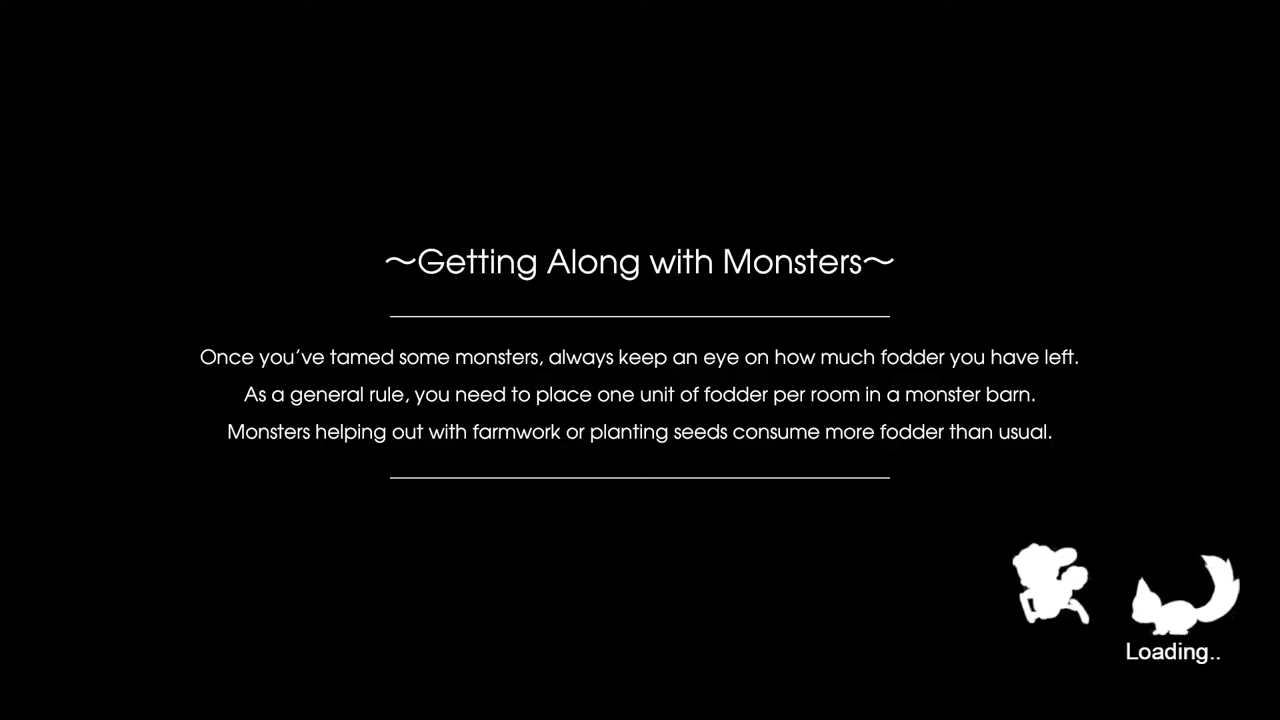 ～Getting Along with Monsters～
Once you've tamed some monsters, always keep an eye on how much fodder you have left.
As a general rule, you need to place one unit of fodder per room in a monster barn.
Monsters helping out with farmwork or planting seeds consume more fodder than usual.
Loading..